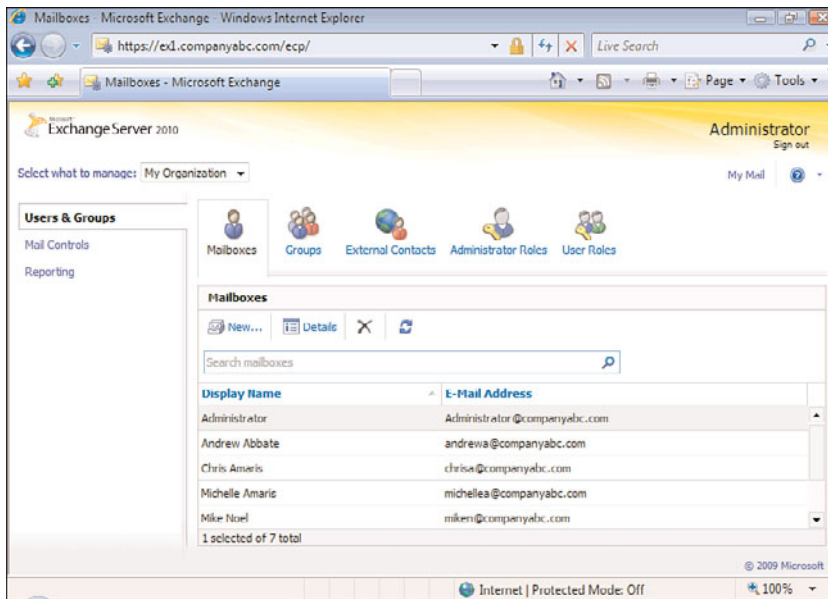 Mailboxes - Microsoft Exchange - Windows Internet Explorer
https://ex1.companyabc.com/ecp/
Live Search
Mailboxes - Microsoft Exchange
Page
Tools
Microsoft
Exchange Server 2010
Administrator
Sign out
Select what to manage: My Organization
My Mail
Users & Groups
Mail Controls
Reporting
Mailboxes
Groups
External Contacts
Administrator Roles
User Roles
Mailboxes
New...
Details
Search mailboxes
Display Name
E-Mail Address
Administrator
Administrator@companyabc.com
Andrew Abbate
andrewa@companyabc.com
Chris Amaris
chrisa@companyabc.com
Michelle Amaris
michellea@companyabc.com
Mike Noel
miken@companyabc.com
1 selected of 7 total
© 2009 Microsoft
Internet | Protected Mode: Off
100%